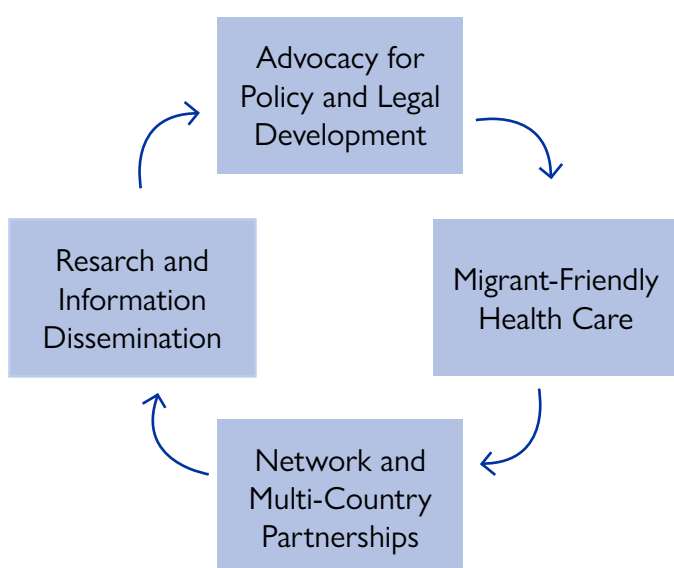 Advocacy for
Policy and Legal
Development
Migrant-Friendly
Health Care
Network and
Multi-Country
Partnerships
Resarch and
Information
Dissemination